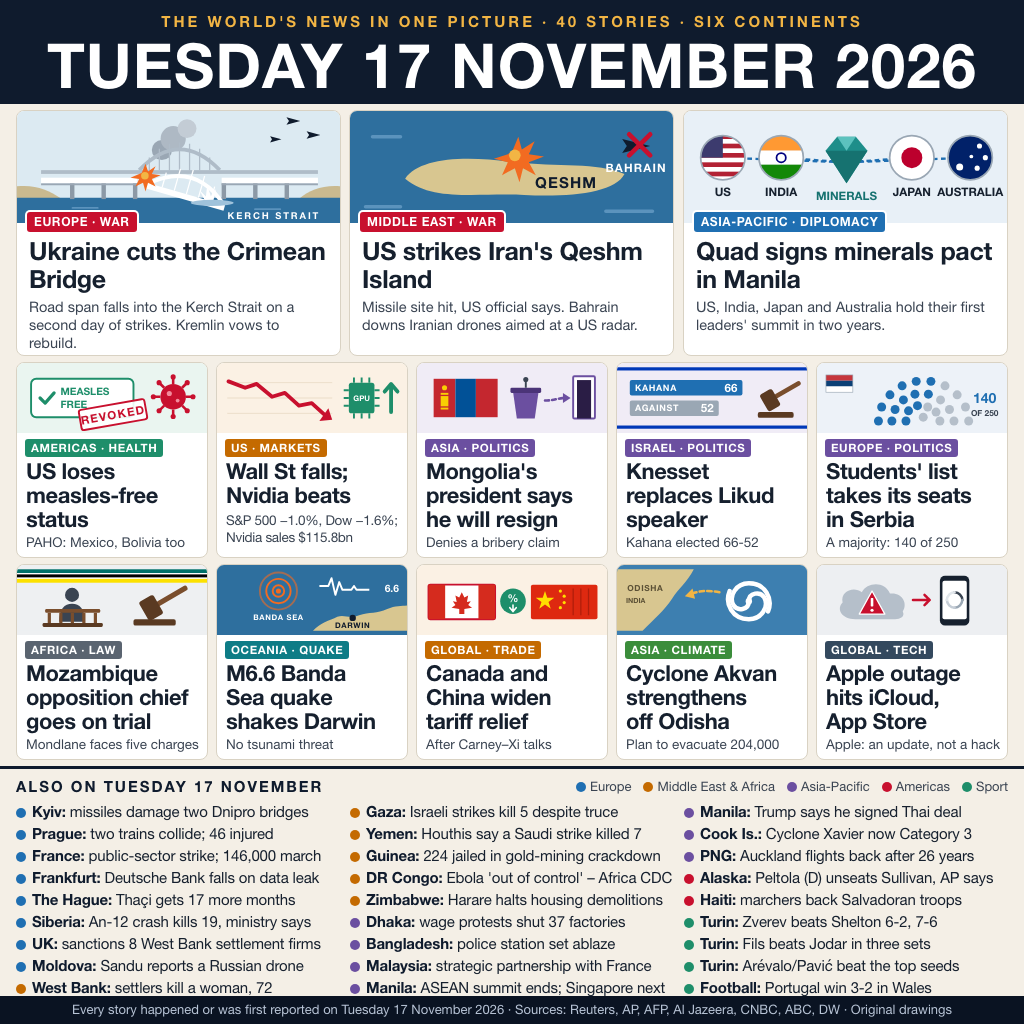 THE WORLD'S NEWS IN ONE PICTURE · 40 STORIES · SIX CONTINENTS
TUESDAY 17 NOVEMBER 2026
KERCH STRAIT
EUROPE · WAR
Ukraine cuts the Crimean
Bridge
Road span falls into the Kerch Strait on a
second day of strikes. Kremlin vows to
rebuild.
QESHM
BAHRAIN
MIDDLE EAST · WAR
US strikes Iran's Qeshm
Island
Missile site hit, US official says. Bahrain
downs Iranian drones aimed at a US radar.
US
INDIA
MINERALS
JAPAN
AUSTRALIA
ASIA-PACIFIC · DIPLOMACY
Quad signs minerals pact
in Manila
US, India, Japan and Australia hold their first
leaders' summit in two years.
MEASLES
FREE
REVOKED
AMERICAS · HEALTH
US loses
measles-free
status
PAHO: Mexico, Bolivia too
GPU
US · MARKETS
Wall St falls;
Nvidia beats
S&P 500 −1.0%, Dow −1.6%;
Nvidia sales $115.8bn
ASIA · POLITICS
Mongolia's
president says
he will resign
Denies a bribery claim
KAHANA 66
AGAINST 52
ISRAEL · POLITICS
Knesset
replaces Likud
speaker
Kahana elected 66-52
140
OF 250
EUROPE · POLITICS
Students' list
takes its seats
in Serbia
A majority: 140 of 250
AFRICA · LAW
Mozambique
opposition chief
goes on trial
Mondlane faces five charges
6.6
BANDA SEA
DARWIN
OCEANIA · QUAKE
M6.6 Banda
Sea quake
shakes Darwin
No tsunami threat
%
GLOBAL · TRADE
Canada and
China widen
tariff relief
After Carney–Xi talks
ODISHA
INDIA
ASIA · CLIMATE
Cyclone Akvan
strengthens
off Odisha
Plan to evacuate 204,000
GLOBAL · TECH
Apple outage
hits iCloud,
App Store
Apple: an update, not a hack
ALSO ON TUESDAY 17 NOVEMBER
Europe Middle East & Africa Asia-Pacific Americas Sport
Kyiv: missiles damage two Dnipro bridges
Prague: two trains collide; 46 injured
France: public-sector strike; 146,000 march
Frankfurt: Deutsche Bank falls on data leak
The Hague: Thaçi gets 17 more months
Siberia: An-12 crash kills 19, ministry says
UK: sanctions 8 West Bank settlement firms
Moldova: Sandu reports a Russian drone
West Bank: settlers kill a woman, 72
Gaza: Israeli strikes kill 5 despite truce
Yemen: Houthis say a Saudi strike killed 7
Guinea: 224 jailed in gold-mining crackdown
DR Congo: Ebola 'out of control' – Africa CDC
Zimbabwe: Harare halts housing demolitions
Dhaka: wage protests shut 37 factories
Bangladesh: police station set ablaze
Malaysia: strategic partnership with France
Manila: ASEAN summit ends; Singapore next
Manila: Trump says he signed Thai deal
Cook Is.: Cyclone Xavier now Category 3
PNG: Auckland flights back after 26 years
Alaska: Peltola (D) unseats Sullivan, AP says
Haiti: marchers back Salvadoran troops
Turin: Zverev beats Shelton 6-2, 7-6
Turin: Fils beats Jodar in three sets
Turin: Arévalo/Pavić beat the top seeds
Football: Portugal win 3-2 in Wales
Every story happened or was first reported on Tuesday 17 November 2026 · Sources: Reuters, AP, AFP, Al Jazeera, CNBC, ABC, DW · Original drawings